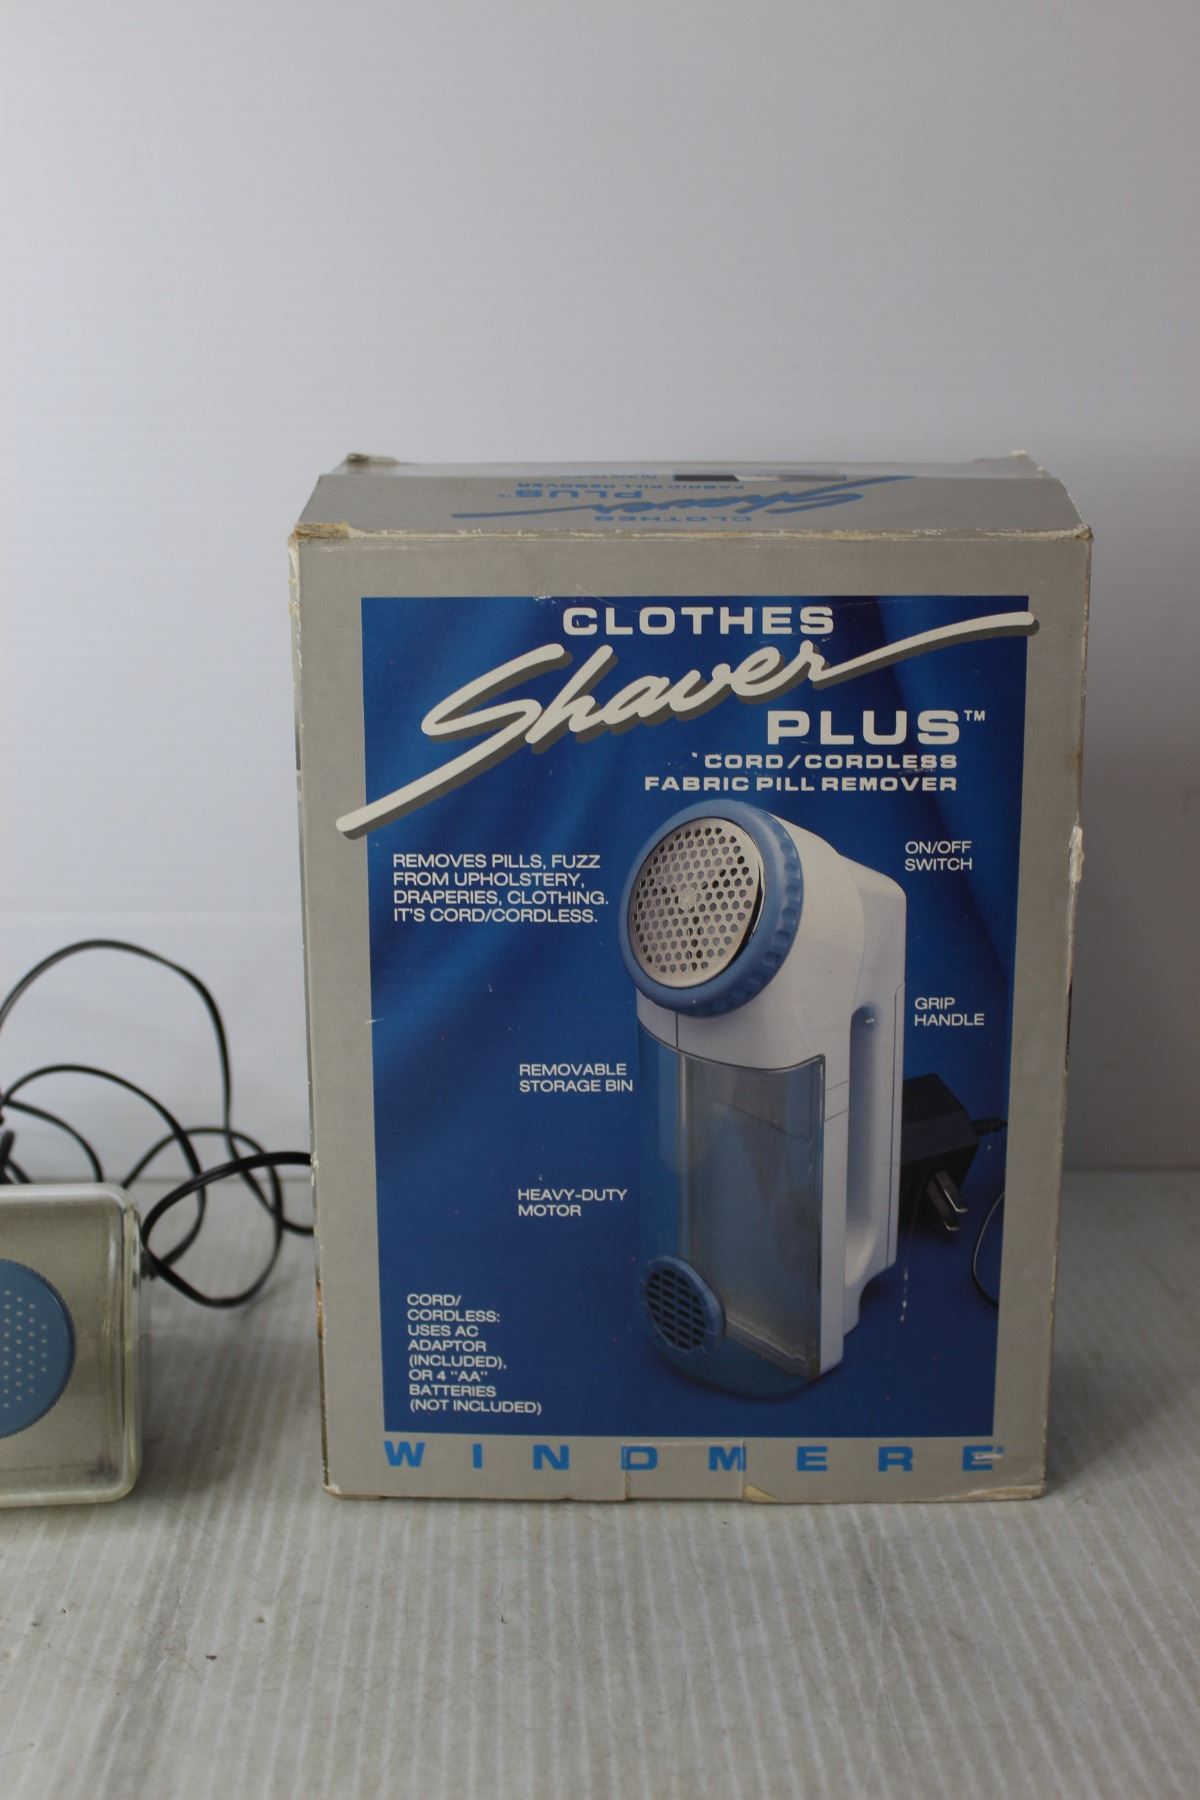 CLOTHES
Shaver
PLUS™
FABRIC PILL REMOVER
CLOTHES
Shaver
PLUS™
CORD/CORDLESS
FABRIC PILL REMOVER
REMOVES PILLS, FUZZ
FROM UPHOLSTERY,
DRAPERIES, CLOTHING.
IT'S CORD/CORDLESS.
ON/OFF
SWITCH
GRIP
HANDLE
REMOVABLE
STORAGE BIN
HEAVY-DUTY
MOTOR
CORD/
CORDLESS:
USES AC
ADAPTOR
(INCLUDED),
OR 4 "AA"
BATTERIES
(NOT INCLUDED)
WINDMERE®